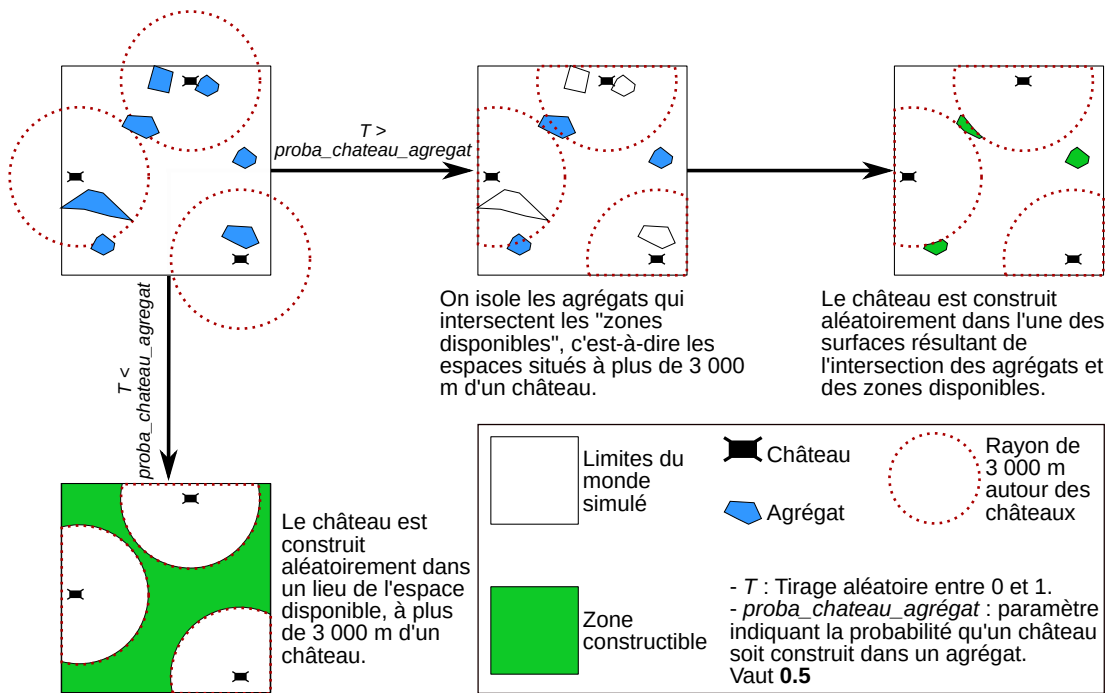 T >
proba_chateau_agregat
T <
proba_chateau_agregat
On isole les agrégats qui
intersectent les "zones
disponibles", c'est-à-dire les
espaces situés à plus de 3 000
m d'un château.
Le château est construit
aléatoirement dans l'une des
surfaces résultant de
l'intersection des agrégats et
des zones disponibles.
Le château est
construit
aléatoirement dans
un lieu de l'espace
disponible, à plus
de 3 000 m d'un
château.
Limites du
monde
simulé
Château
Agrégat
Rayon de
3 000 m
autour des
châteaux
Zone
constructible
- T : Tirage aléatoire entre 0 et 1.
- proba_chateau_agrégat : paramètre
indiquant la probabilité qu'un château
soit construit dans un agrégat.
Vaut 0.5